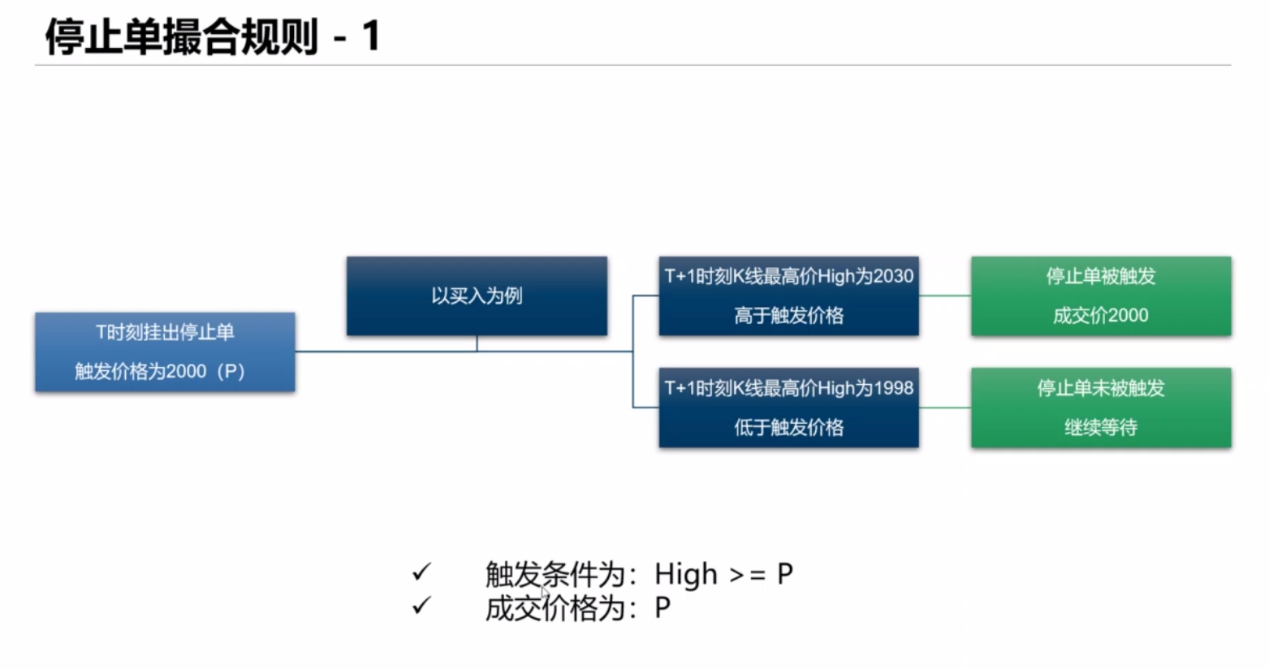 停止单撮合规则 - 1
T时刻挂出停止单
触发价格为2000（P）
以买入为例
T+1时刻K线最高价High为2030
高于触发价格
停止单被触发
成交价2000
T+1时刻K线最高价High为1998
低于触发价格
停止单未被触发
继续等待
✓ 触发条件为：High >= P
✓ 成交价格为：P